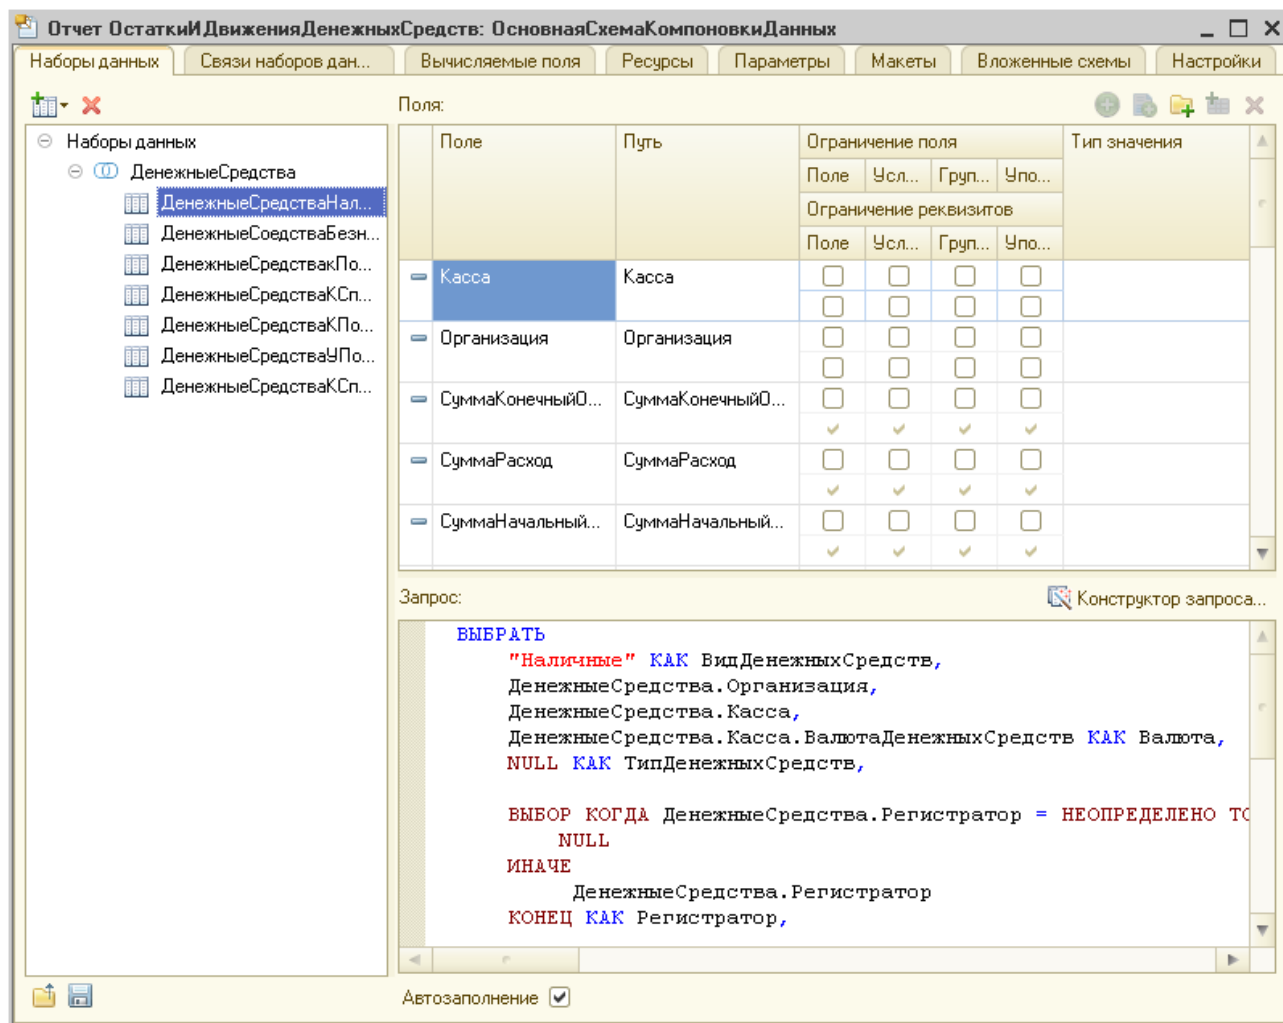 Отчет ОстаткиИДвиженияДенежныхСредств: ОсновнаяСхемаКомпоновкиДанных
Наборы данных Связи наборов дан... Вычисляемые поля Ресурсы Параметры Макеты Вложенные схемы Настройки
Поля:
Наборы данных
ДенежныеСредства
ДенежныеСредстваНал...
ДенежныеСоедстваБезн...
ДенежныеСредствакПо...
ДенежныеСредстваКСп...
ДенежныеСредстваКПо...
ДенежныеСредстваУПо...
ДенежныеСредстваКСп...
Поле Путь Ограничение поля Тип значения
Поле Усл... Груп... Упо...
Ограничение реквизитов
Поле Усл... Груп... Упо...
Касса Касса
Организация Организация
СуммаКонечныйО... СуммаКонечныйО...
СуммаРасход СуммаРасход
СуммаНачальный... СуммаНачальный...
Запрос: Конструктор запроса...
ВЫБРАТЬ
"Наличные" КАК ВидДенежныхСредств,
ДенежныеСредства.Организация,
ДенежныеСредства.Касса,
ДенежныеСредства.Касса.ВалютаДенежныхСредств КАК Валюта,
NULL КАК ТипДенежныхСредств,
ВЫБОР КОГДА ДенежныеСредства.Регистратор = НЕОПРЕДЕЛЕНО ТО
NULL
ИНАЧЕ
ДенежныеСредства.Регистратор
КОНЕЦ КАК Регистратор,
Автозаполнение